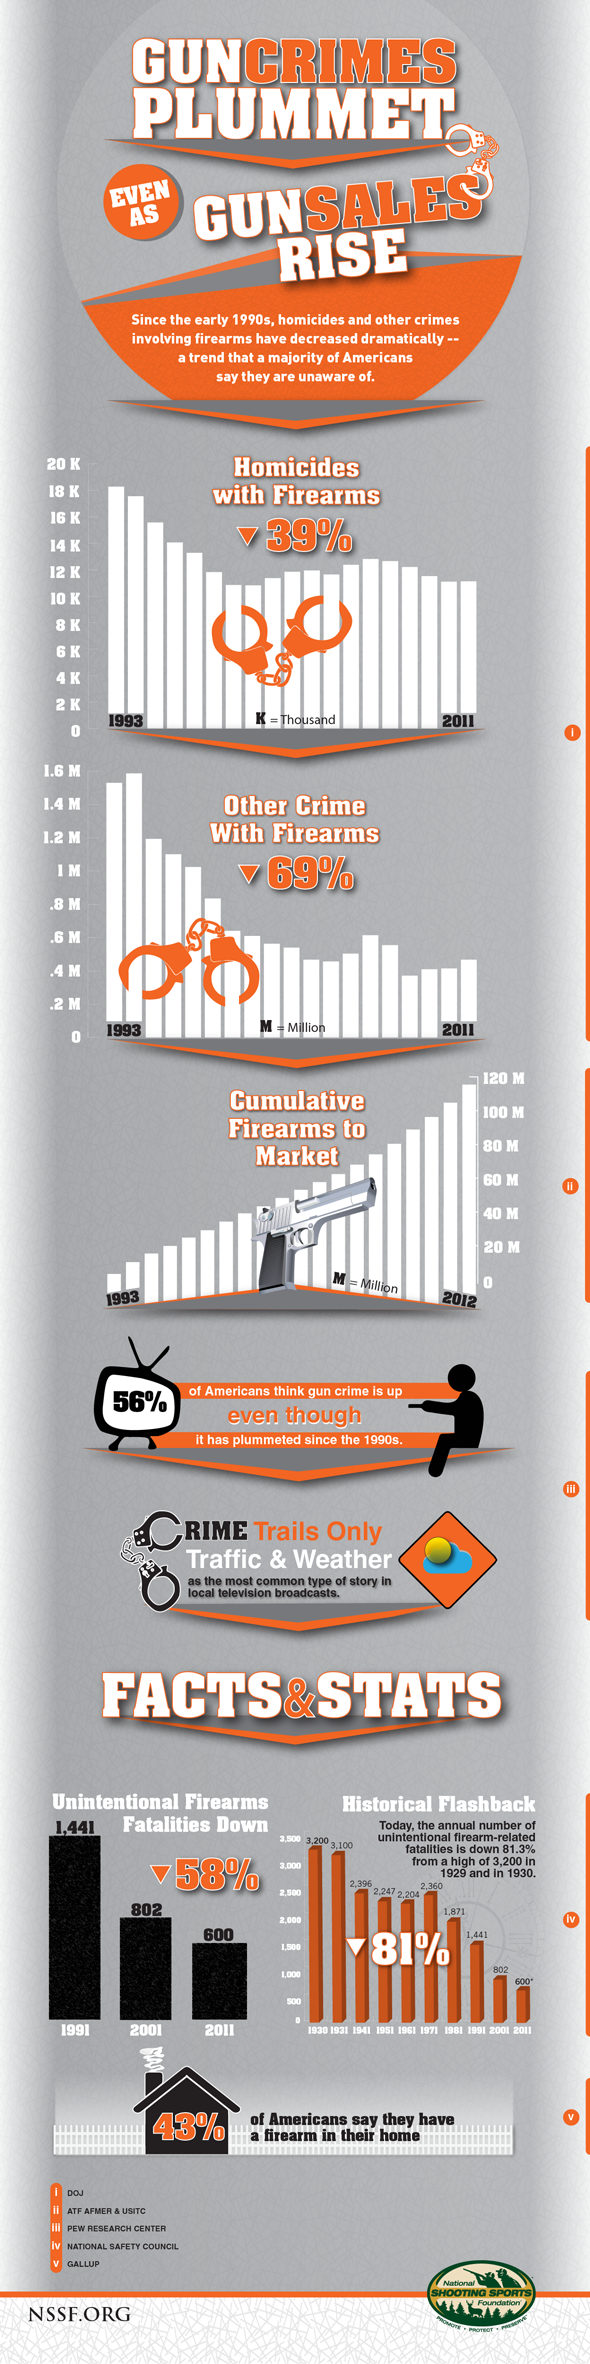 GUN CRIMES
PLUMMET
EVEN
AS
GUN SALES
RISE
Since the early 1990s, homicides and other crimes
involving firearms have decreased dramatically --
a trend that a majority of Americans
say they are unaware of.
Homicides
with Firearms
39%
20 K
18 K
16 K
14 K
12 K
10 K
8 K
6 K
4 K
2 K
0
1993
K = Thousand
2011
i
Other Crime
With Firearms
69%
1.6 M
1.4 M
1.2 M
1 M
.8 M
.6 M
.4 M
.2 M
0
1993
M = Million
2011
Cumulative
Firearms to
Market
120 M
100 M
80 M
60 M
40 M
20 M
0
1993
M = Million
2012
ii
56%
of Americans think gun crime is up
even though
it has plummeted since the 1990s.
iii
CRIME Trails Only
Traffic & Weather
as the most common type of story in
local television broadcasts.
FACTS & STATS
Unintentional Firearms
Fatalities Down
58%
1,441
802
600
1991 2001 2011
Historical Flashback
Today, the annual number of
unintentional firearm-related
fatalities is down 81.3%
from a high of 3,200 in
1929 and in 1930.
81%
3,500
3,000
2,500
2,000
1,500
1,000
500
0
3,200
3,100
2,396
2,247
2,204
2,360
1,871
1,441
802
600*
1930 1931 1941 1951 1961 1971 1981 1991 2001 2011
iv
43%
of Americans say they have
a firearm in their home
v
i DOJ
ii ATF AFMER & USITC
iii PEW RESEARCH CENTER
iv NATIONAL SAFETY COUNCIL
v GALLUP
NSSF.ORG
National
SHOOTING SPORTS
Foundation
PROMOTE • PROTECT • PRESERVE